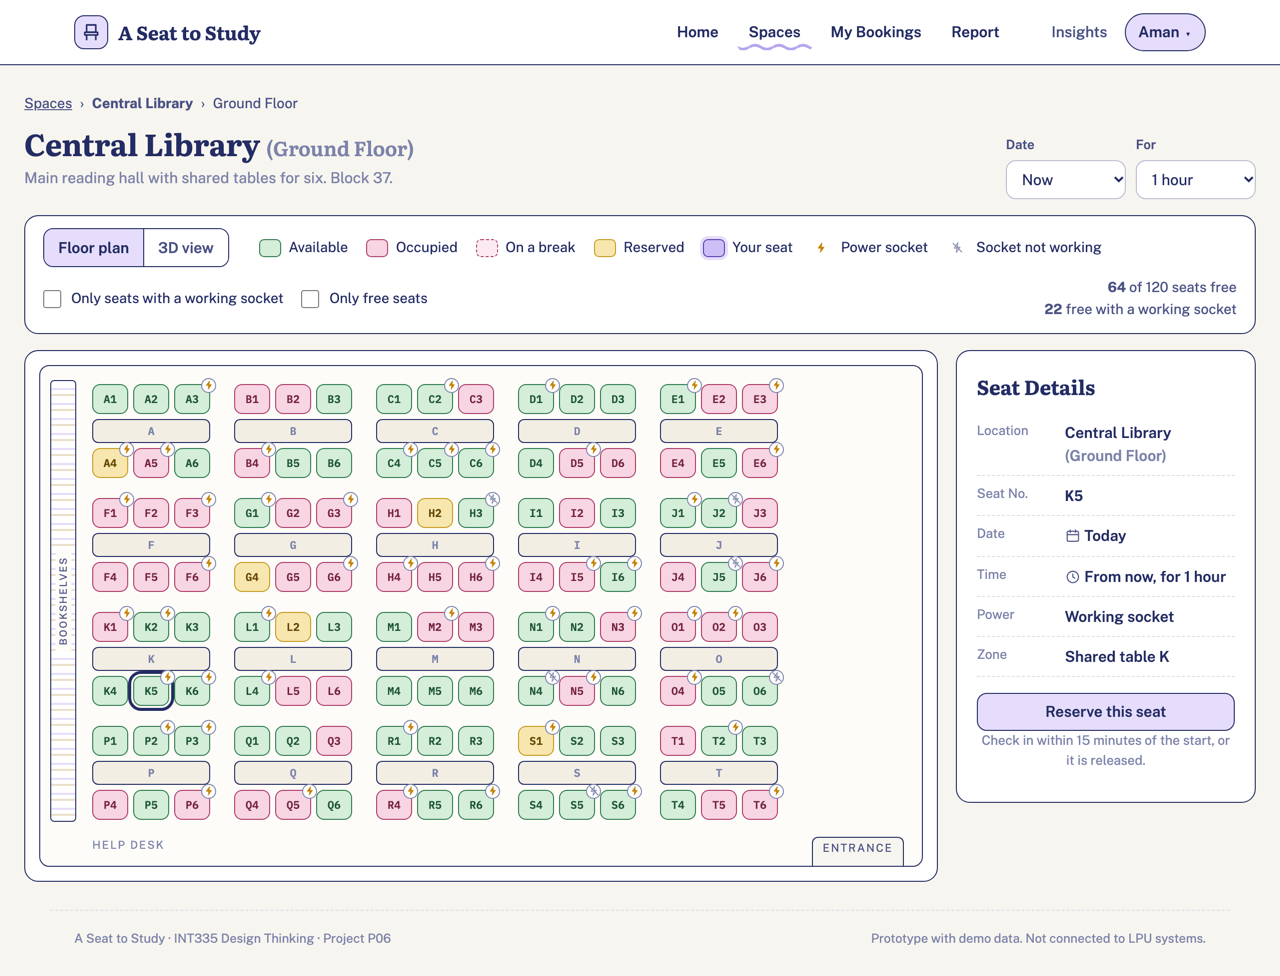 A Seat to Study
Home Spaces My Bookings Report Insights Aman
Spaces › Central Library › Ground Floor
Central Library (Ground Floor)
Main reading hall with shared tables for six. Block 37.
Date For
Now 1 hour
Floor plan 3D view Available Occupied On a break Reserved Your seat Power socket Socket not working
Only seats with a working socket Only free seats
64 of 120 seats free
22 free with a working socket
BOOKSHELVES
A1 A2 A3 B1 B2 B3 C1 C2 C3 D1 D2 D3 E1 E2 E3
A B C D E
A4 A5 A6 B4 B5 B6 C4 C5 C6 D4 D5 D6 E4 E5 E6
F1 F2 F3 G1 G2 G3 H1 H2 H3 I1 I2 I3 J1 J2 J3
F G H I J
F4 F5 F6 G4 G5 G6 H4 H5 H6 I4 I5 I6 J4 J5 J6
K1 K2 K3 L1 L2 L3 M1 M2 M3 N1 N2 N3 O1 O2 O3
K L M N O
K4 K5 K6 L4 L5 L6 M4 M5 M6 N4 N5 N6 O4 O5 O6
P1 P2 P3 Q1 Q2 Q3 R1 R2 R3 S1 S2 S3 T1 T2 T3
P Q R S T
P4 P5 P6 Q4 Q5 Q6 R4 R5 R6 S4 S5 S6 T4 T5 T6
HELP DESK
ENTRANCE
Seat Details
Location Central Library
(Ground Floor)
Seat No. K5
Date Today
Time From now, for 1 hour
Power Working socket
Zone Shared table K
Reserve this seat
Check in within 15 minutes of the start, or
it is released.
A Seat to Study · INT335 Design Thinking · Project P06
Prototype with demo data. Not connected to LPU systems.